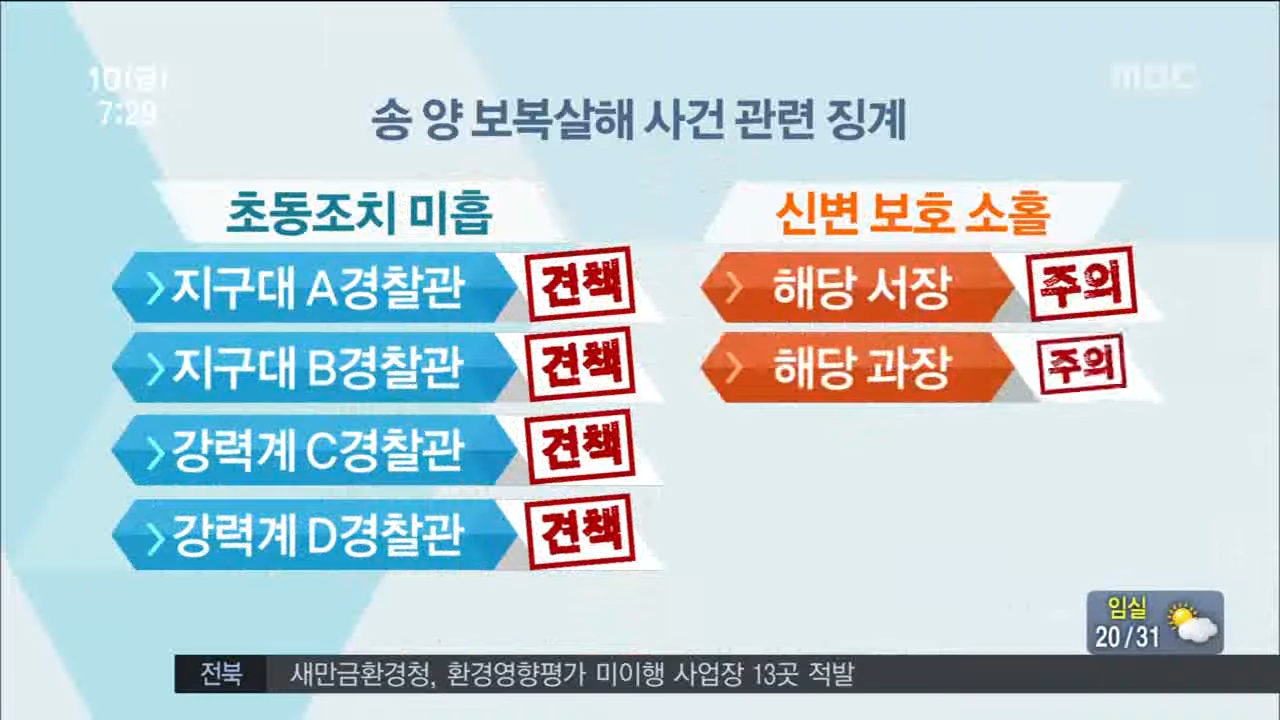 10(금)
7:29
mbc
송 양 보복살해 사건 관련 징계
초동조치 미흡
지구대 A경찰관 견책
지구대 B경찰관 견책
강력계 C경찰관 견책
강력계 D경찰관 견책
신변 보호 소홀
해당 서장 주의
해당 과장 주의
임실
20/31
전북 새만금환경청, 환경영향평가 미이행 사업장 13곳 적발